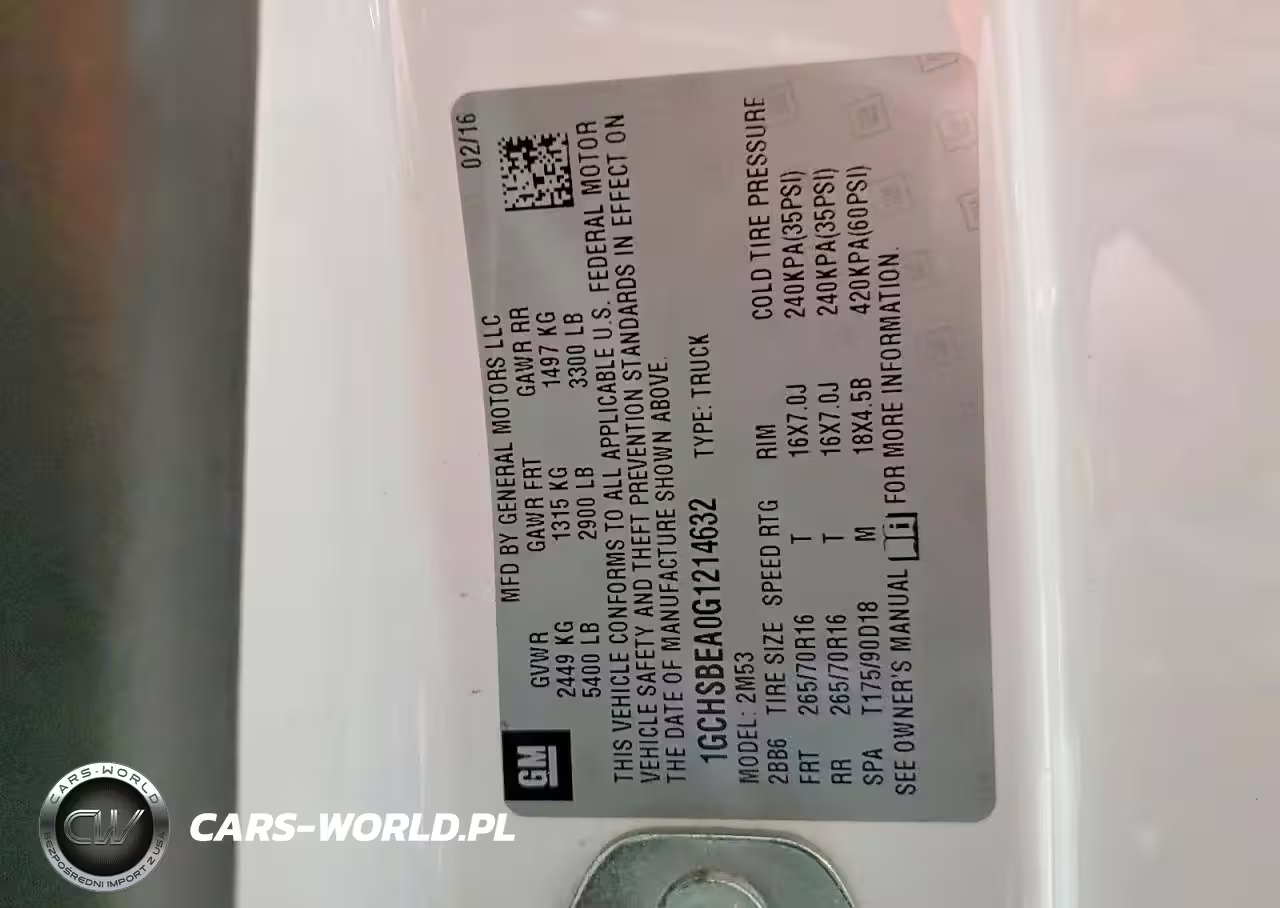 02/16
MFD BY GENERAL MOTORS LLC
GM
GVWR GAWR FRT GAWR RR
2449 KG 1315 KG 1497 KG
5400 LB 2900 LB 3300 LB
THIS VEHICLE CONFORMS TO ALL APPLICABLE U.S. FEDERAL MOTOR
VEHICLE SAFETY AND THEFT PREVENTION STANDARDS IN EFFECT ON
THE DATE OF MANUFACTURE SHOWN ABOVE.
1GCHSBEA0G1214632 TYPE: TRUCK
MODEL: 2M53
2BB6 TIRE SIZE SPEED RTG RIM COLD TIRE PRESSURE
FRT 265/70R16 T 16X7.0J 240KPA(35PSI)
RR 265/70R16 T 16X7.0J 240KPA(35PSI)
SPA T175/90D18 M 18X4.5B 420KPA(60PSI)
SEE OWNER'S MANUAL FOR MORE INFORMATION.
CARS-WORLD
CW
BEZPOŚREDNI IMPORT Z USA
CARS-WORLD.PL